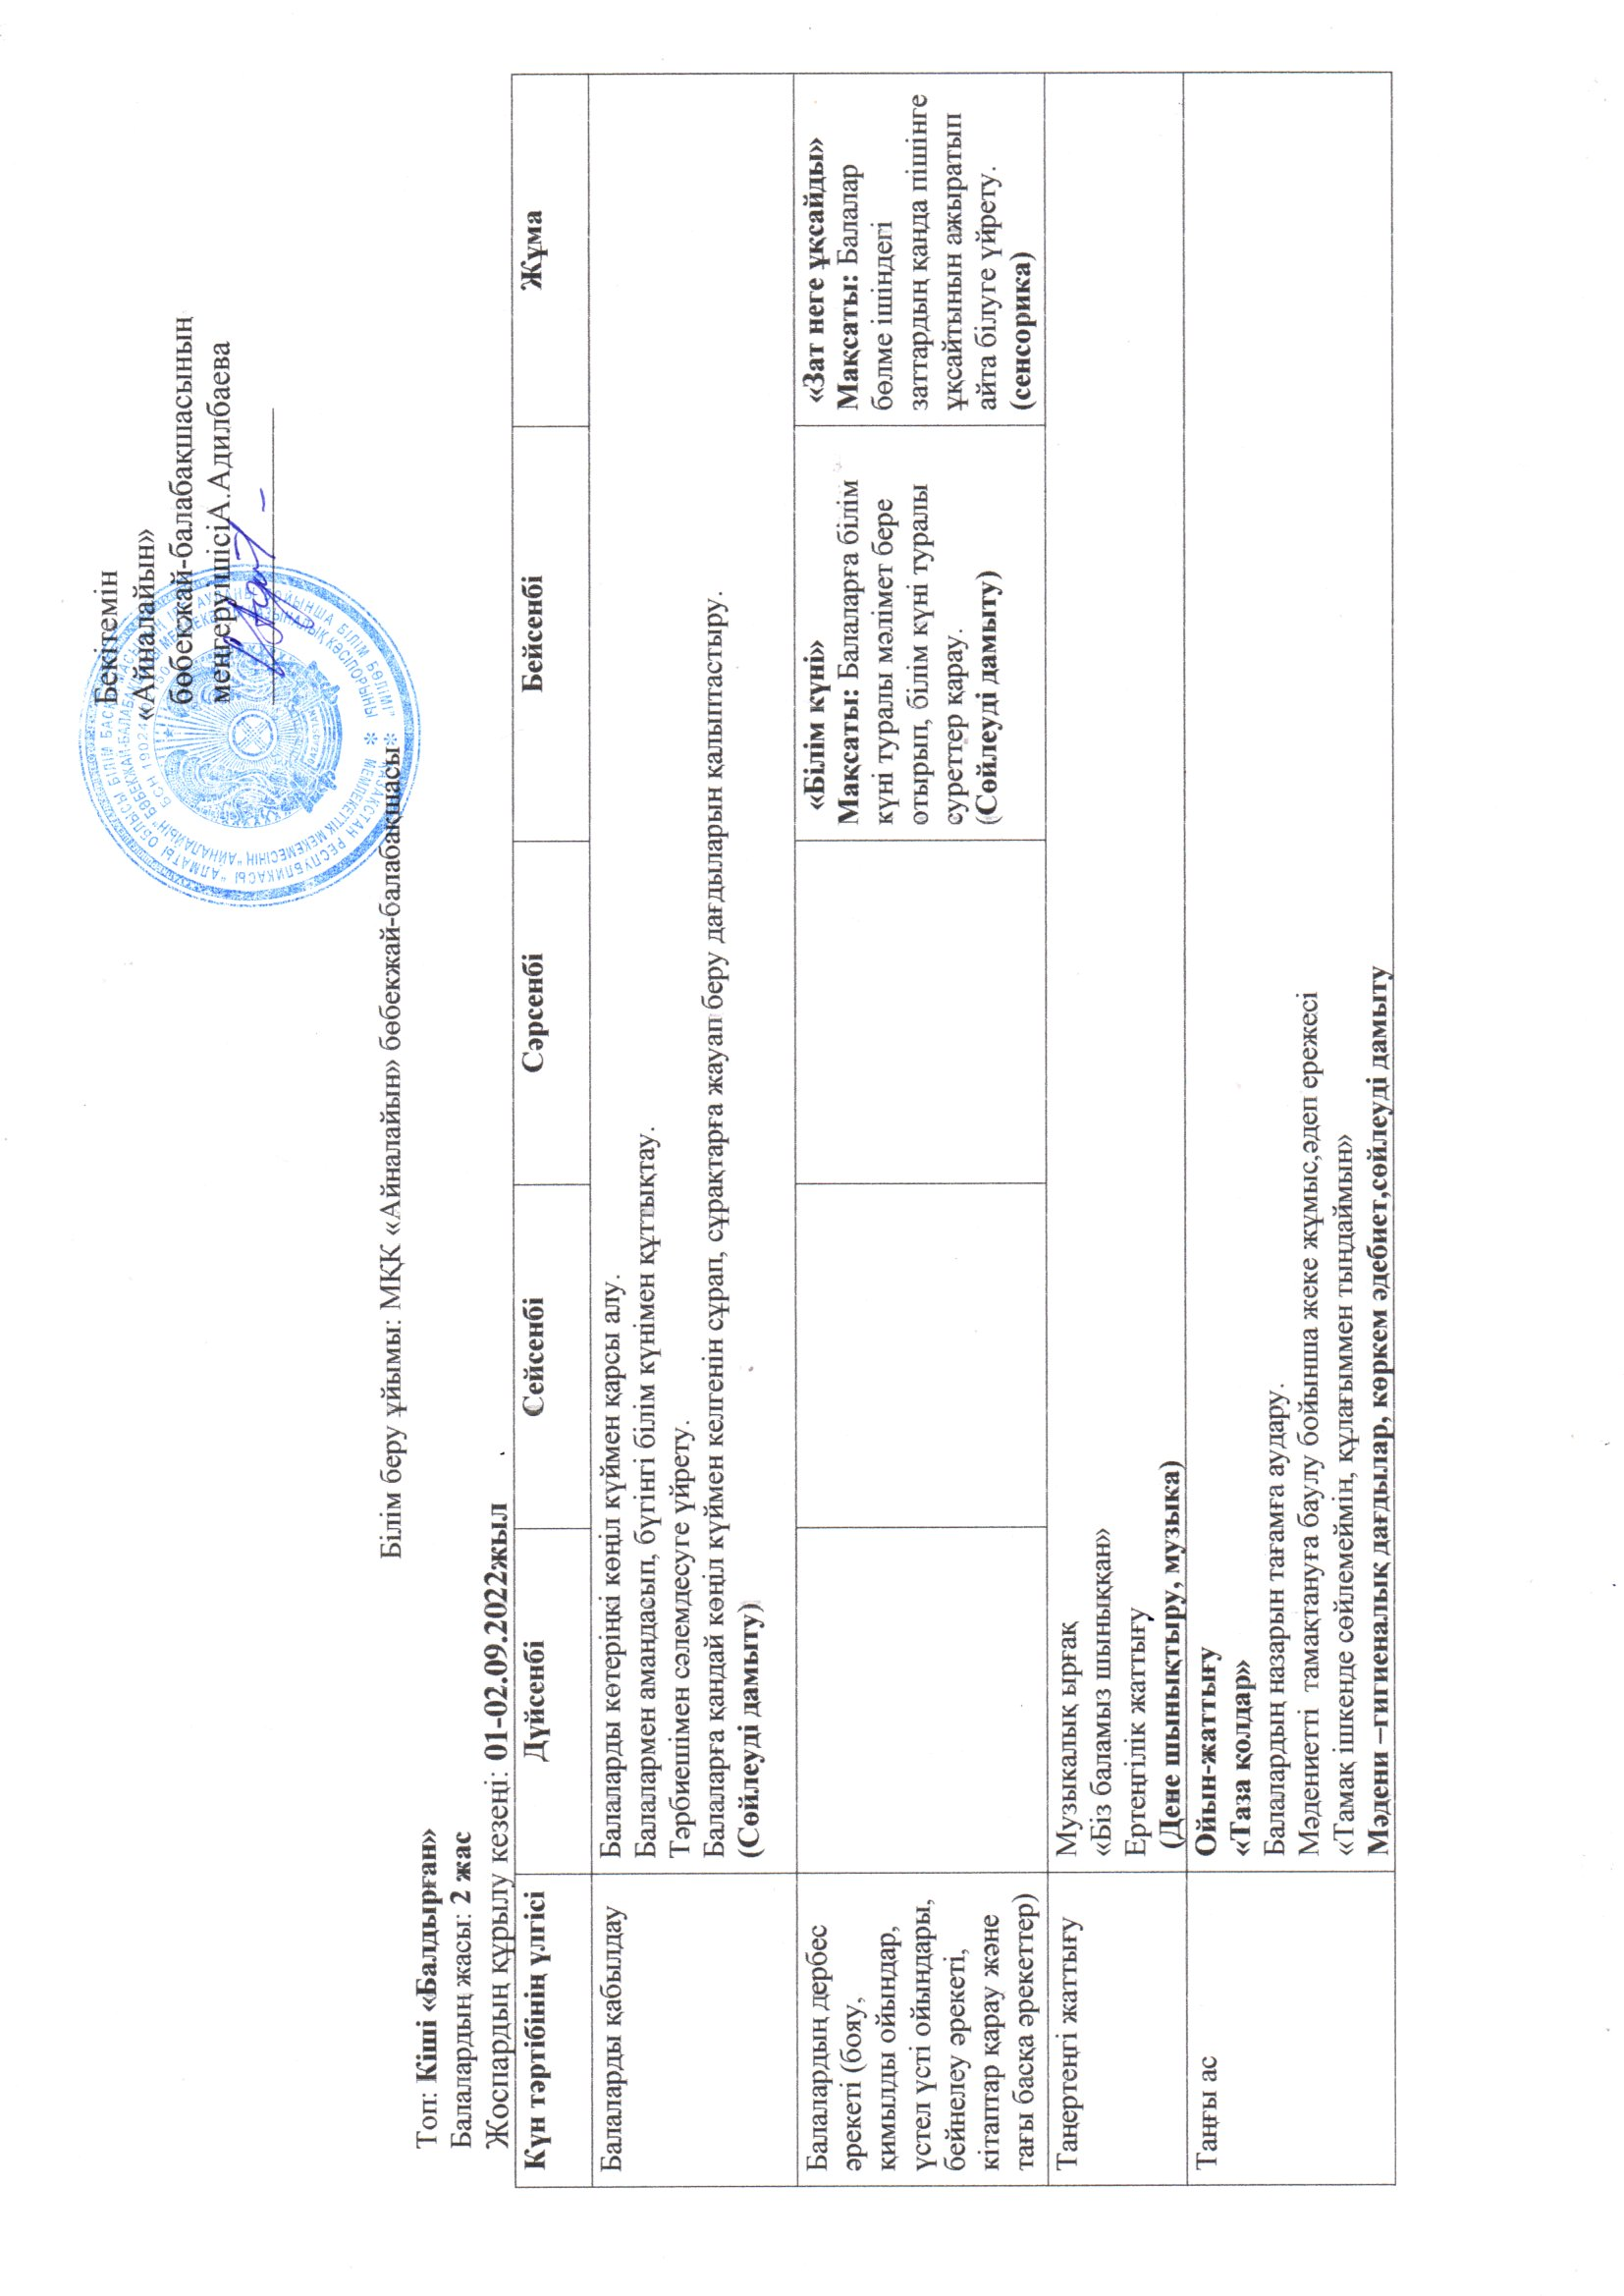 Бекітемін
«Айналайын»
бөбекжай-балабақшасының
меңгерушісіА.Адилбаева
Білім беру ұйымы: МҚК «Айналайын» бөбекжай-балабақшасы
Топ: Кіші «Балдырған»
Балалардың жасы: 2 жас
Жоспардың құрылу кезеңі: 01-02.09.2022жыл
Күн тәртібінің үлгісі
Дүйсенбі
Сейсенбі
Сәрсенбі
Бейсенбі
Жұма
Балаларды қабылдау
Балаларды көтеріңкі көңіл күймен қарсы алу.
Балалармен амандасып, бүгінгі білім күнімен құттықтау.
Тәрбиешімен сәлемдесуге үйрету.
Балаларға қандай көңіл күймен келгенін сұрап, сұрақтарға жауап беру дағдыларын қалыптастыру.
(Сөйлеуді дамыту)
Балалардың дербес
әрекеті (бояу,
қимылды ойындар,
үстел үсті ойындары,
бейнелеу әрекеті,
кітаптар қарау және
тағы басқа әрекеттер)
«Білім күні»
Мақсаты: Балаларға білім
күні туралы мәлімет бере
отырып, білім күні туралы
суреттер қарау.
(Сөйлеуді дамыту)
«Зат неге ұқсайды»
Мақсаты: Балалар
бөлме ішіндегі
заттардың қанда пішінге
ұқсайтынын ажыратып
айта білуге үйрету.
(сенсорика)
Таңертеңгі жаттығу
Музыкалық ырғақ
«Біз баламыз шыныққан»
Ертеңгілік жаттығу
(Дене шынықтыру, музыка)
Таңғы ас
Ойын-жаттығу
«Таза қолдар»
Балалардың назарын тағамға аудару.
Мәдениетті тамақтануға баулу бойынша жеке жұмыс,әдеп ережесі
«Тамақ ішкенде сөйлемеймін, құлағыммен тыңдаймын»
Мәдени –гигиеналық дағдылар, көркем әдебиет,сөйлеуді дамыту